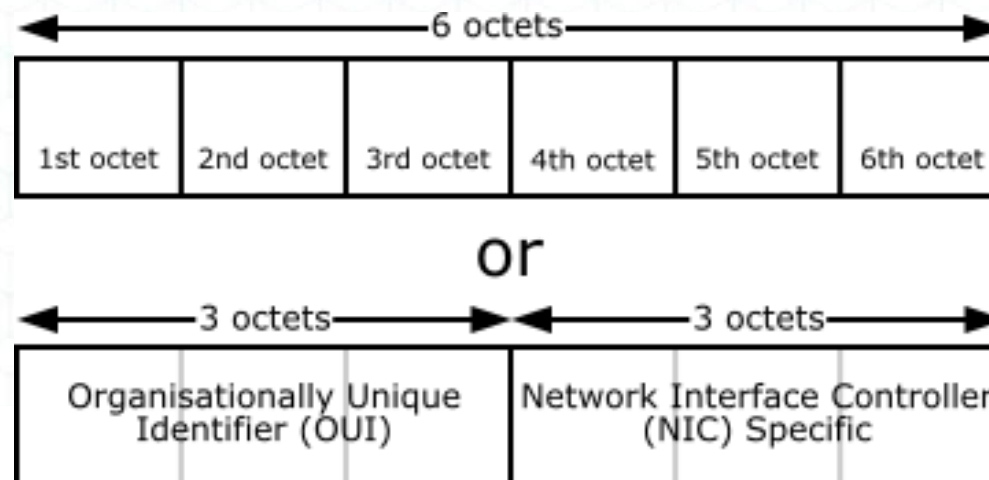 6 octets
1st octet 2nd octet 3rd octet 4th octet 5th octet 6th octet
or
3 octets 3 octets
Organisationally Unique Network Interface Controller
Identifier (OUI) (NIC) Specific